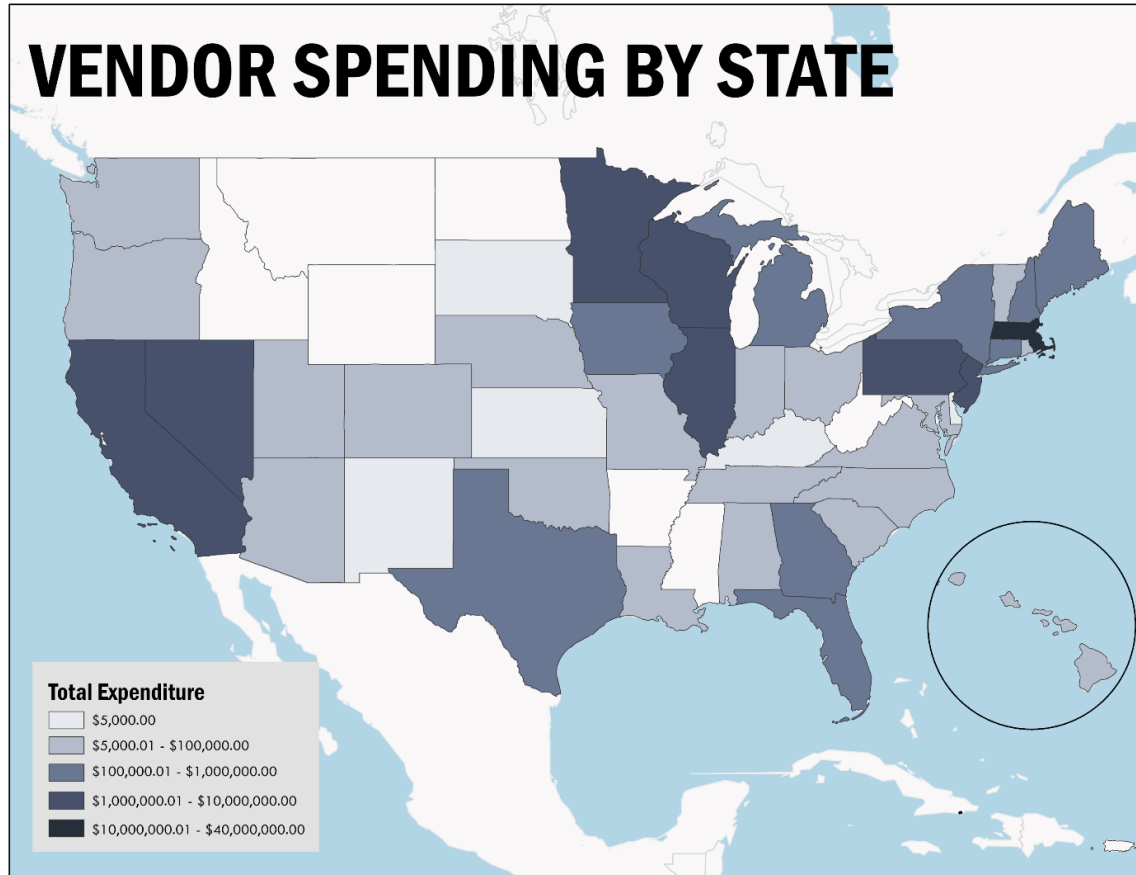 VENDOR SPENDING BY STATE
Total Expenditure
$5,000.00
$5,000.01 - $100,000.00
$100,000.01 - $1,000,000.00
$1,000,000.01 - $10,000,000.00
$10,000,000.01 - $40,000,000.00